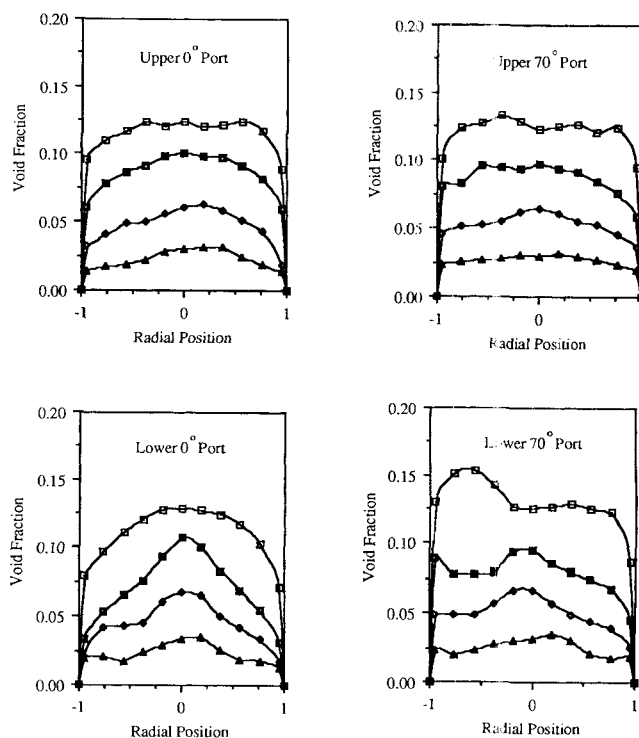 0.20
0.15
0.10
0.05
0.00
Void Fraction
Upper 0° Port
-1 0 1
Radial Position
0.20
0.15
0.10
0.05
0.00
Void Fraction
Upper 70° Port
-1 0 1
Radial Position
0.20
0.15
0.10
0.05
0.00
Void Fraction
Lower 0° Port
-1 0 1
Radial Position
0.20
0.15
0.10
0.05
0.00
Void Fraction
Lower 70° Port
-1 0 1
Radial Position